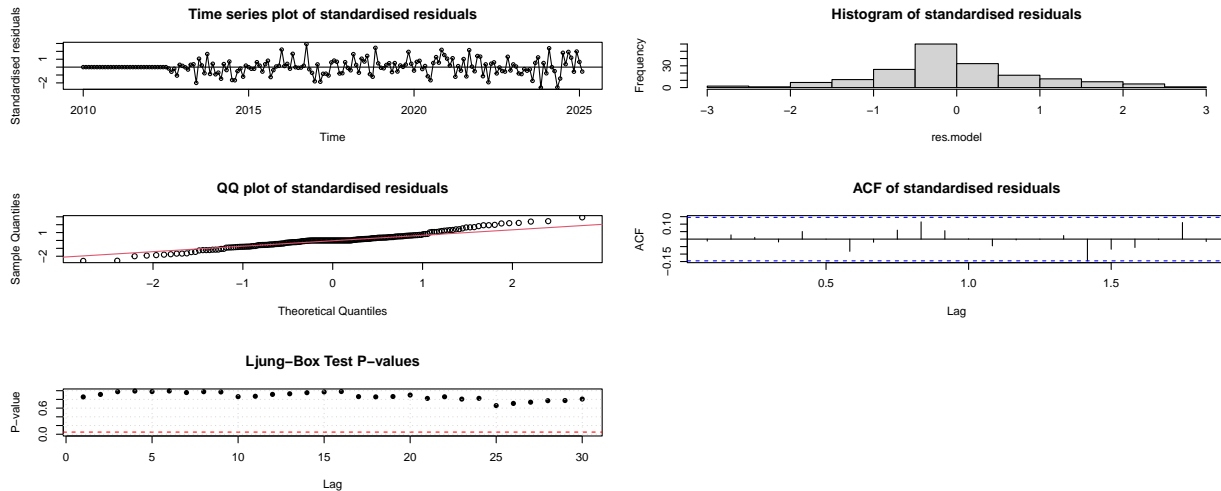 Time series plot of standardised residuals
Standardised residuals
1
−2
2010
2015
2020
2025
Time
Histogram of standardised residuals
Frequency
30
0
−3
−2
−1
0
1
2
3
res.model
QQ plot of standardised residuals
Sample Quantiles
1
−2
−2
−1
0
1
2
Theoretical Quantiles
ACF of standardised residuals
ACF
0.10
−0.15
0.5
1.0
1.5
Lag
Ljung−Box Test P−values
P−value
0.6
0.0
0
5
10
15
20
25
30
Lag